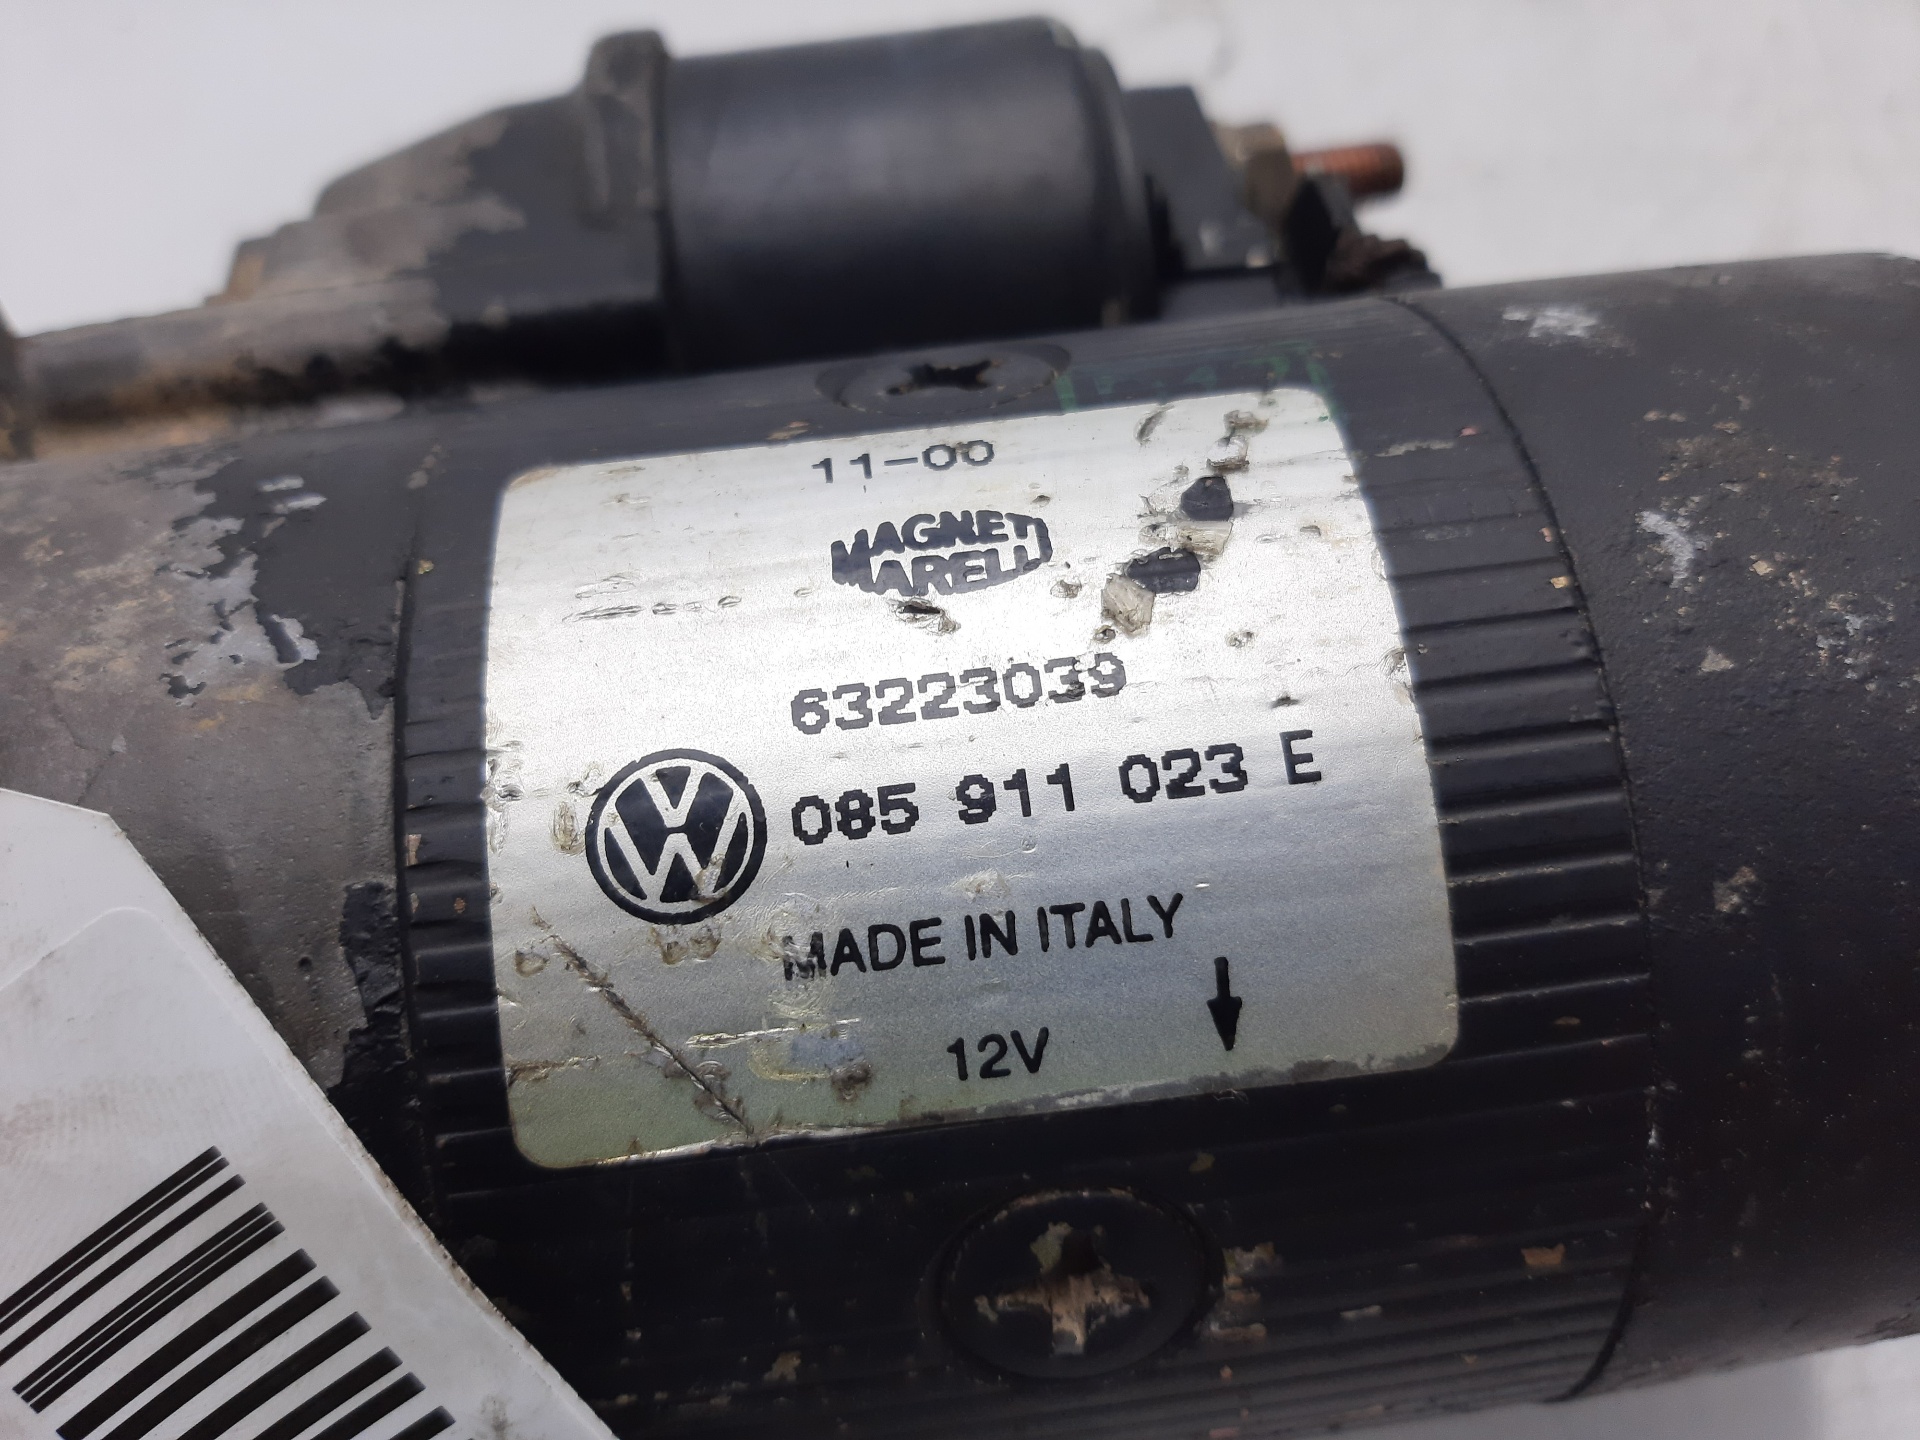 11-00
MAGNETI
MARELLI
63223039
085 911 023 E
MADE IN ITALY
12V